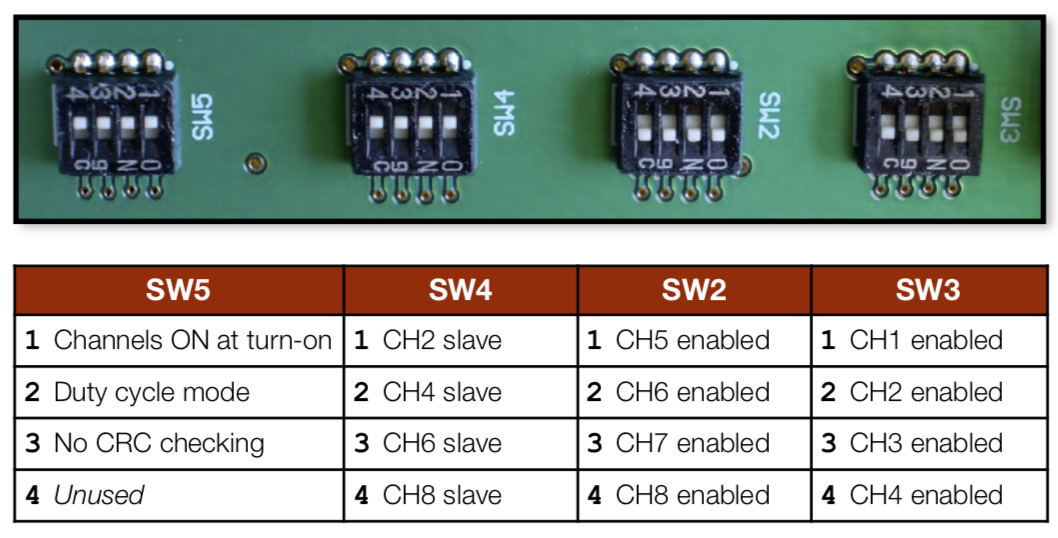 4 3 2 1
C g N O
SW5
4 3 2 1
C g N O
SW4
4 3 2 1
C g N O
SW2
4 3 2 1
C g N O
SW3
SW5 SW4 SW2 SW3
1 Channels ON at turn-on 1 CH2 slave 1 CH5 enabled 1 CH1 enabled
2 Duty cycle mode 2 CH4 slave 2 CH6 enabled 2 CH2 enabled
3 No CRC checking 3 CH6 slave 3 CH7 enabled 3 CH3 enabled
4 Unused 4 CH8 slave 4 CH8 enabled 4 CH4 enabled